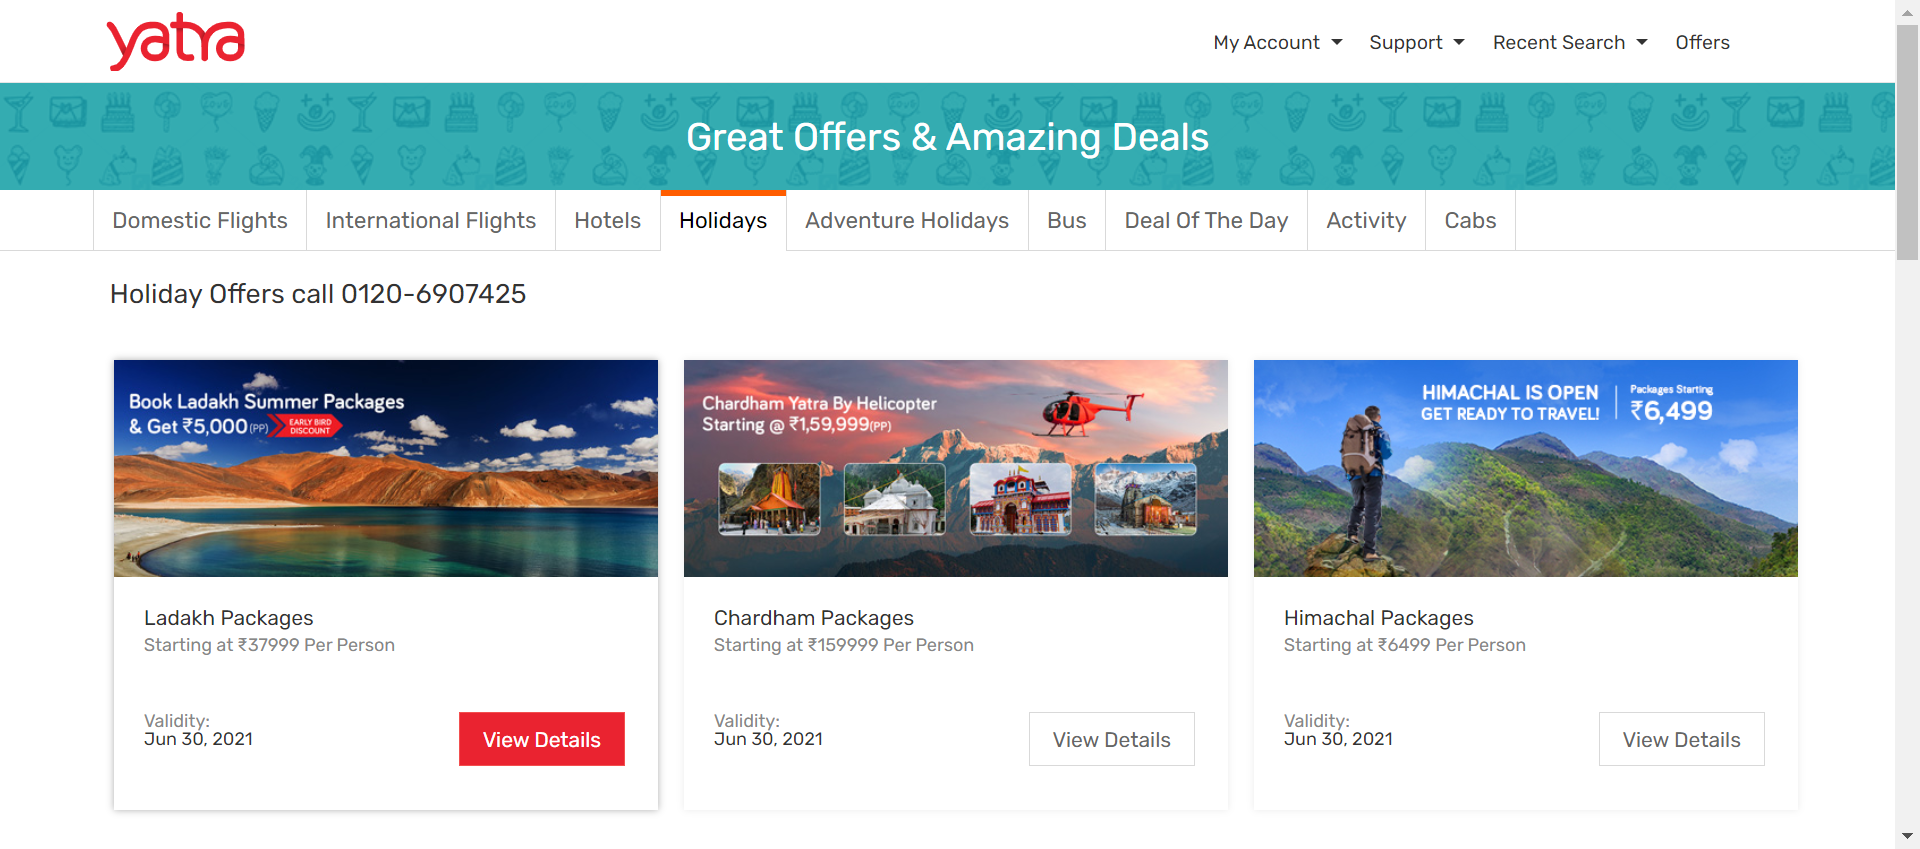 yatra
My Account
Support
Recent Search
Offers
Great Offers & Amazing Deals
Domestic Flights
International Flights
Hotels
Holidays
Adventure Holidays
Bus
Deal Of The Day
Activity
Cabs
Holiday Offers call 0120-6907425
Book Ladakh Summer Packages
& Get ₹5,000(PP) EARLY BIRD DISCOUNT
Ladakh Packages
Starting at ₹37999 Per Person
Validity:
Jun 30, 2021
View Details
Chardham Yatra By Helicopter
Starting @ ₹1,59,999(PP)
Chardham Packages
Starting at ₹159999 Per Person
Validity:
Jun 30, 2021
View Details
HIMACHAL IS OPEN
GET READY TO TRAVEL!
Packages Starting
₹6,499
Himachal Packages
Starting at ₹6499 Per Person
Validity:
Jun 30, 2021
View Details